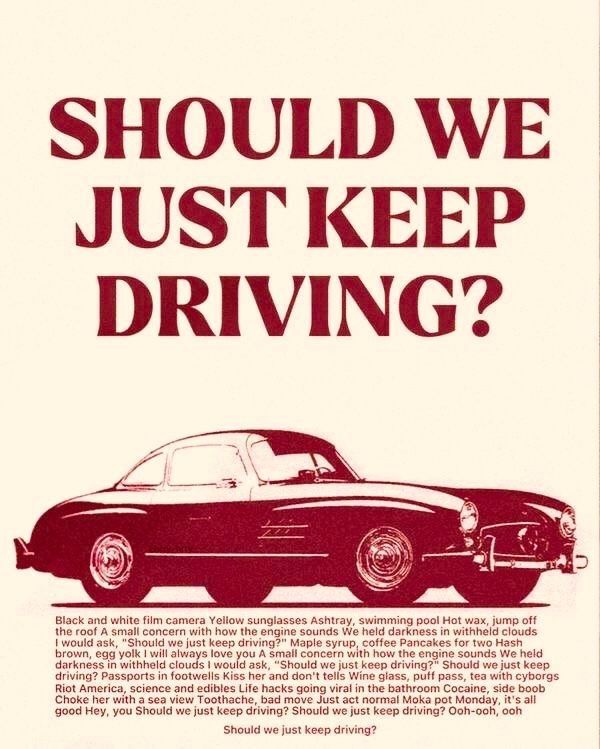 SHOULD WE
JUST KEEP
DRIVING?
Black and white film camera Yellow sunglasses Ashtray, swimming pool Hot wax, jump off
the roof A small concern with how the engine sounds We held darkness in withheld clouds
I would ask, "Should we just keep driving?" Maple syrup, coffee Pancakes for two Hash
brown, egg yolk I will always love you A small concern with how the engine sounds We held
darkness in withheld clouds I would ask, "Should we just keep driving?" Should we just keep
driving? Passports in footwells Kiss her and don't tells Wine glass, puff pass, tea with cyborgs
Riot America, science and edibles Life hacks going viral in the bathroom Cocaine, side boob
Choke her with a sea view Toothache, bad move Just act normal Moka pot Monday, it's all
good Hey, you Should we just keep driving? Should we just keep driving? Ooh-ooh, ooh
Should we just keep driving?